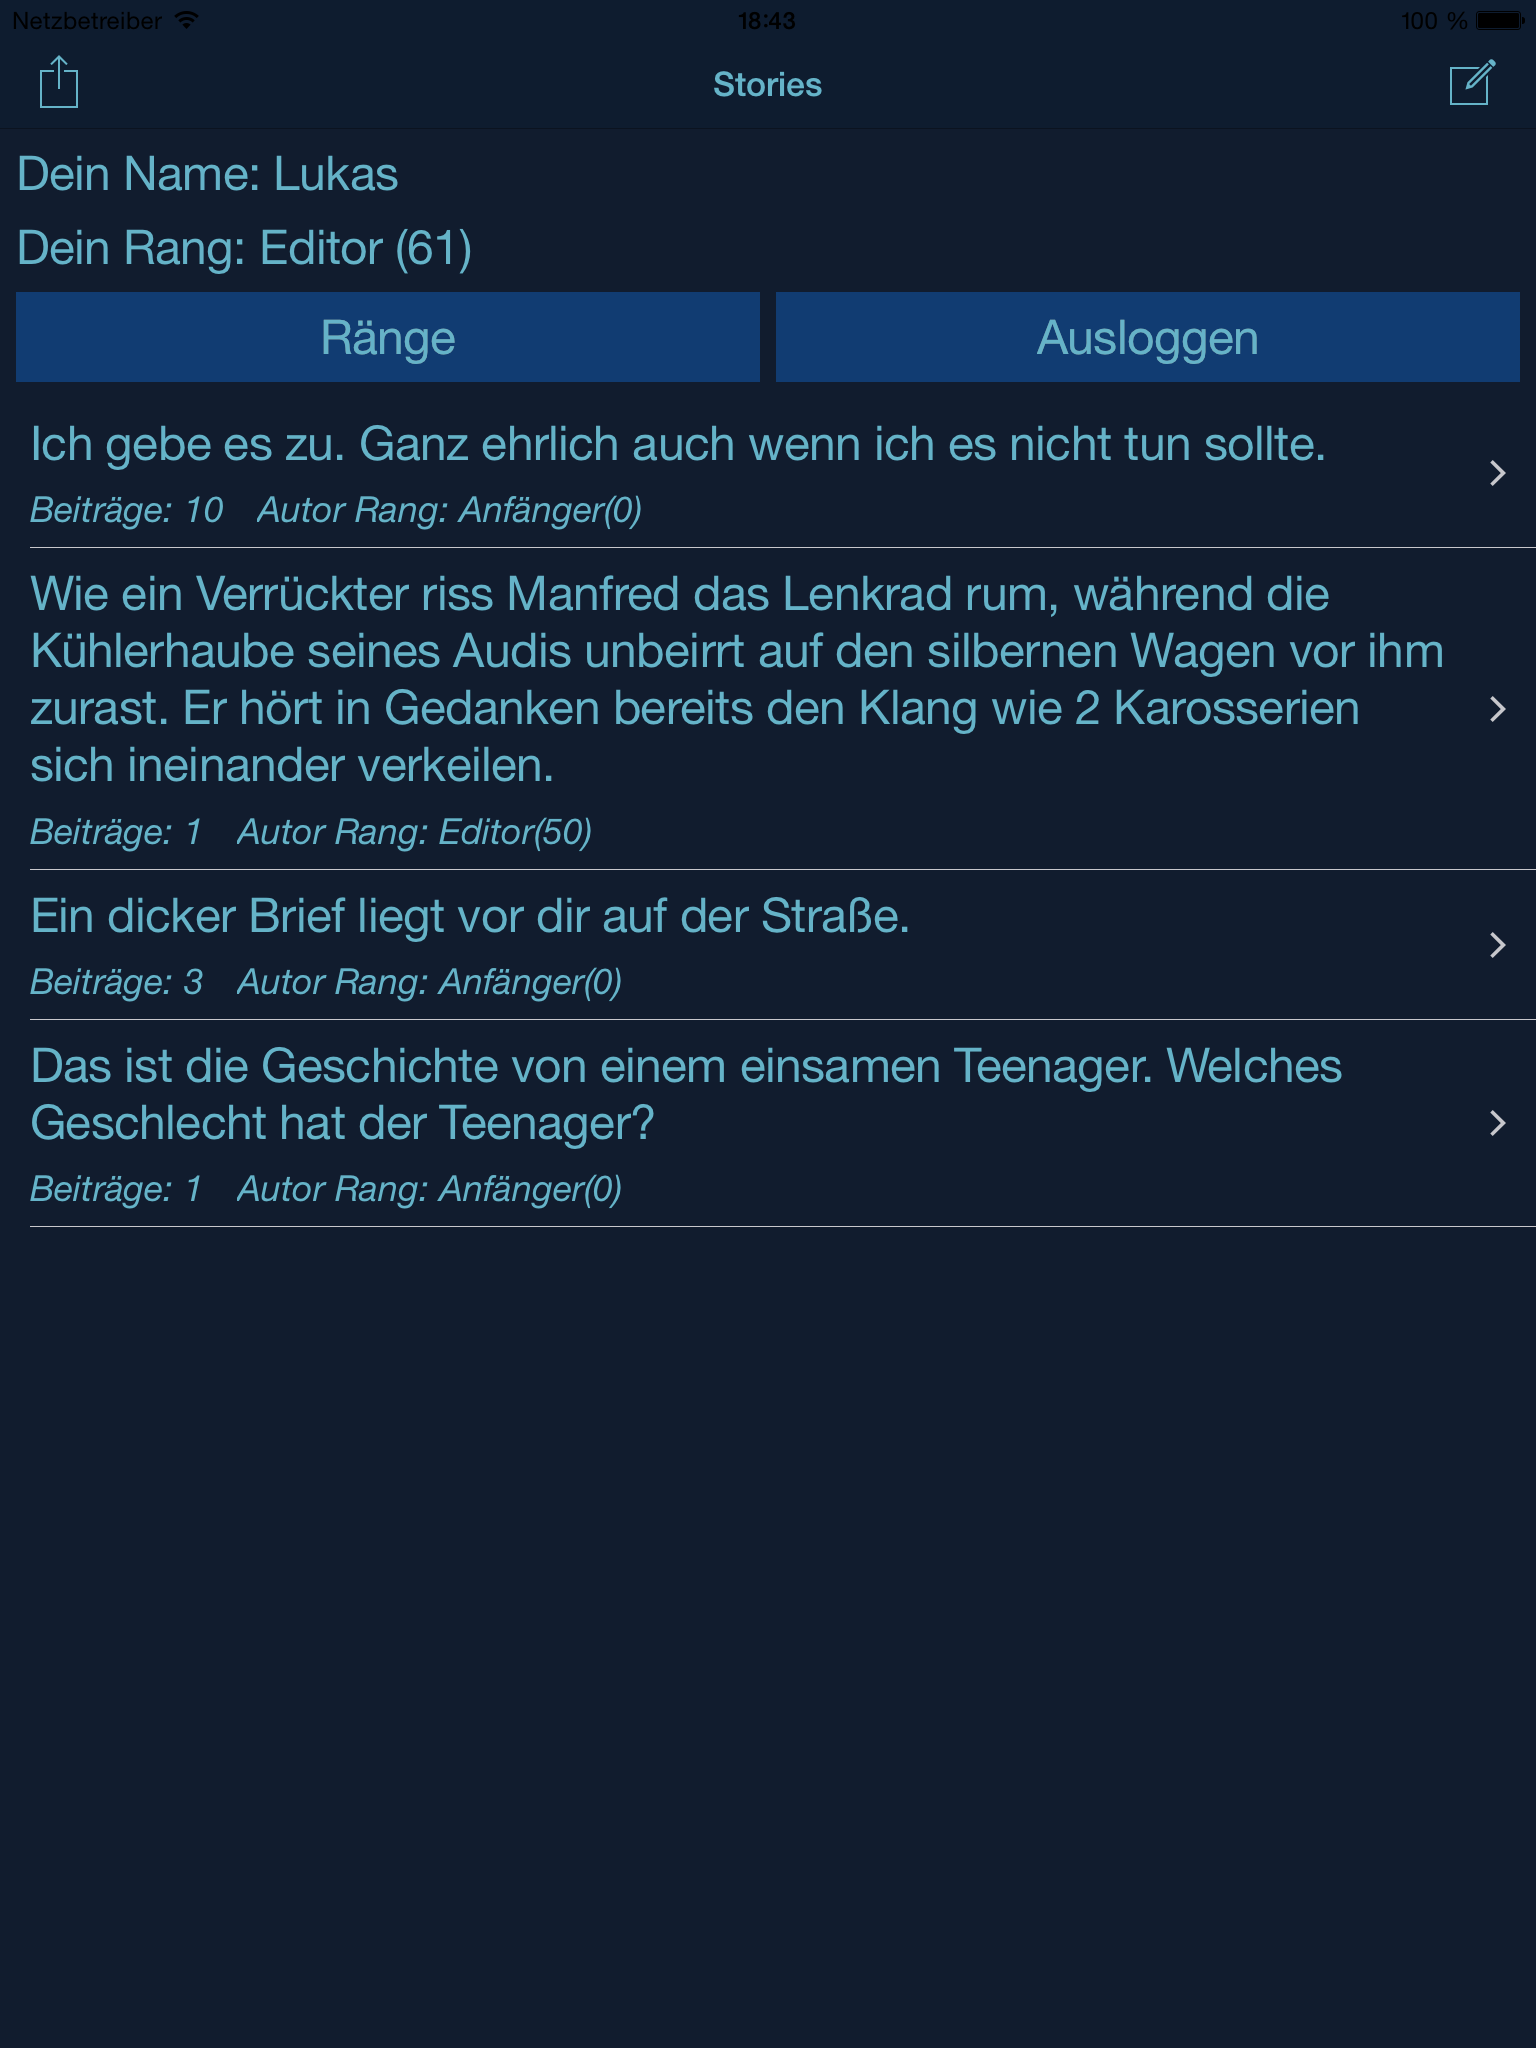 Netzbetreiber 18:43 100 %
Stories
Dein Name: Lukas
Dein Rang: Editor (61)
Ränge Ausloggen
Ich gebe es zu. Ganz ehrlich auch wenn ich es nicht tun sollte.
Beiträge: 10 Autor Rang: Anfänger(0)
Wie ein Verrückter riss Manfred das Lenkrad rum, während die
Kühlerhaube seines Audis unbeirrt auf den silbernen Wagen vor ihm
zurast. Er hört in Gedanken bereits den Klang wie 2 Karosserien
sich ineinander verkeilen.
Beiträge: 1 Autor Rang: Editor(50)
Ein dicker Brief liegt vor dir auf der Straße.
Beiträge: 3 Autor Rang: Anfänger(0)
Das ist die Geschichte von einem einsamen Teenager. Welches
Geschlecht hat der Teenager?
Beiträge: 1 Autor Rang: Anfänger(0)